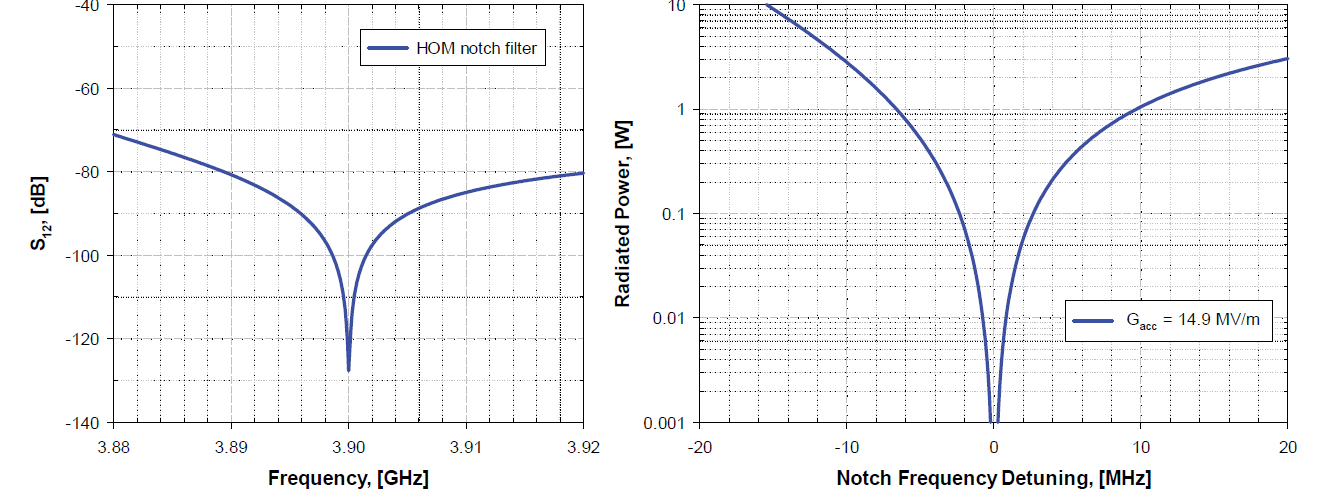 -40
-60
-80
-100
-120
-140
S12, [dB]
HOM notch filter
3.88 3.89 3.90 3.91 3.92
Frequency, [GHz]
10
1
0.1
0.01
0.001
Radiated Power, [W]
Gacc = 14.9 MV/m
-20 -10 0 10 20
Notch Frequency Detuning, [MHz]